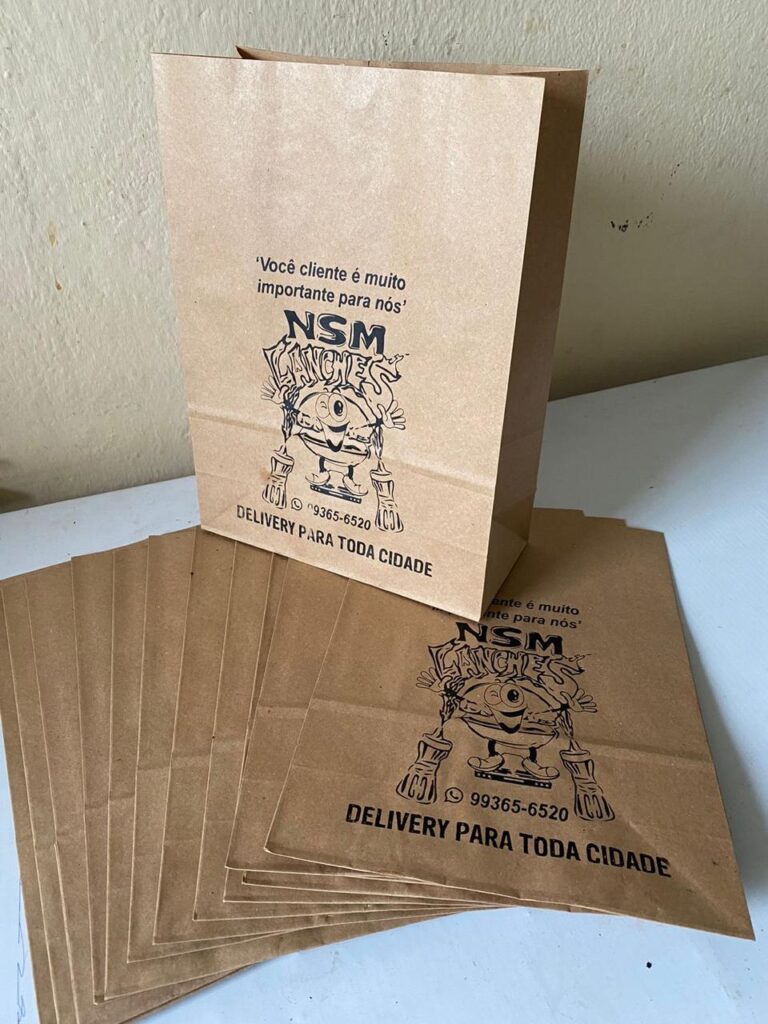 'Você cliente é muito
importante para nós'
NSM
LANCHES
99365-6520
DELIVERY PARA TODA CIDADE
ente é muito
nte para nós'
NSM
LANCHES
99365-6520
DELIVERY PARA TODA CIDADE